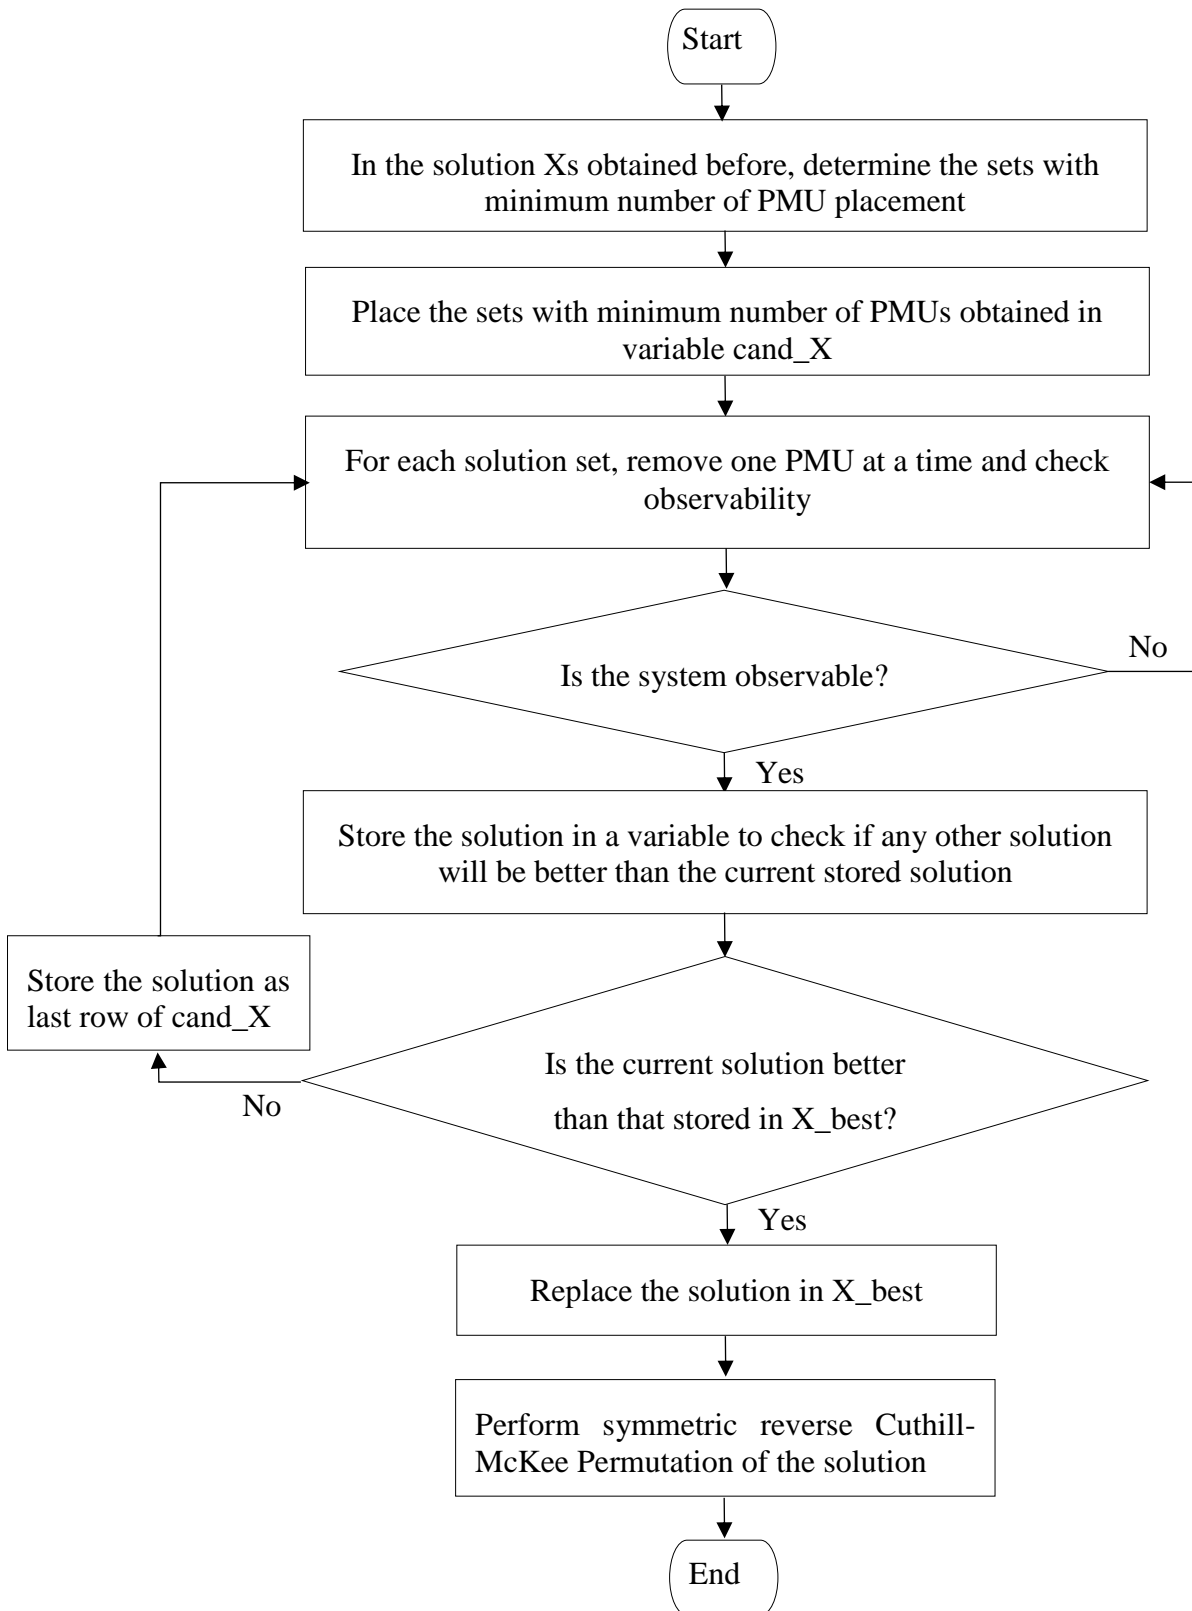 Start
In the solution Xs obtained before, determine the sets with
minimum number of PMU placement
Place the sets with minimum number of PMUs obtained in
variable cand_X
For each solution set, remove one PMU at a time and check
observability
No
Is the system observable?
Yes
Store the solution in a variable to check if any other solution
will be better than the current stored solution
Store the solution as
last row of cand_X
Is the current solution better
than that stored in X_best?
No
Yes
Replace the solution in X_best
Perform symmetric reverse Cuthill-
McKee Permutation of the solution
End